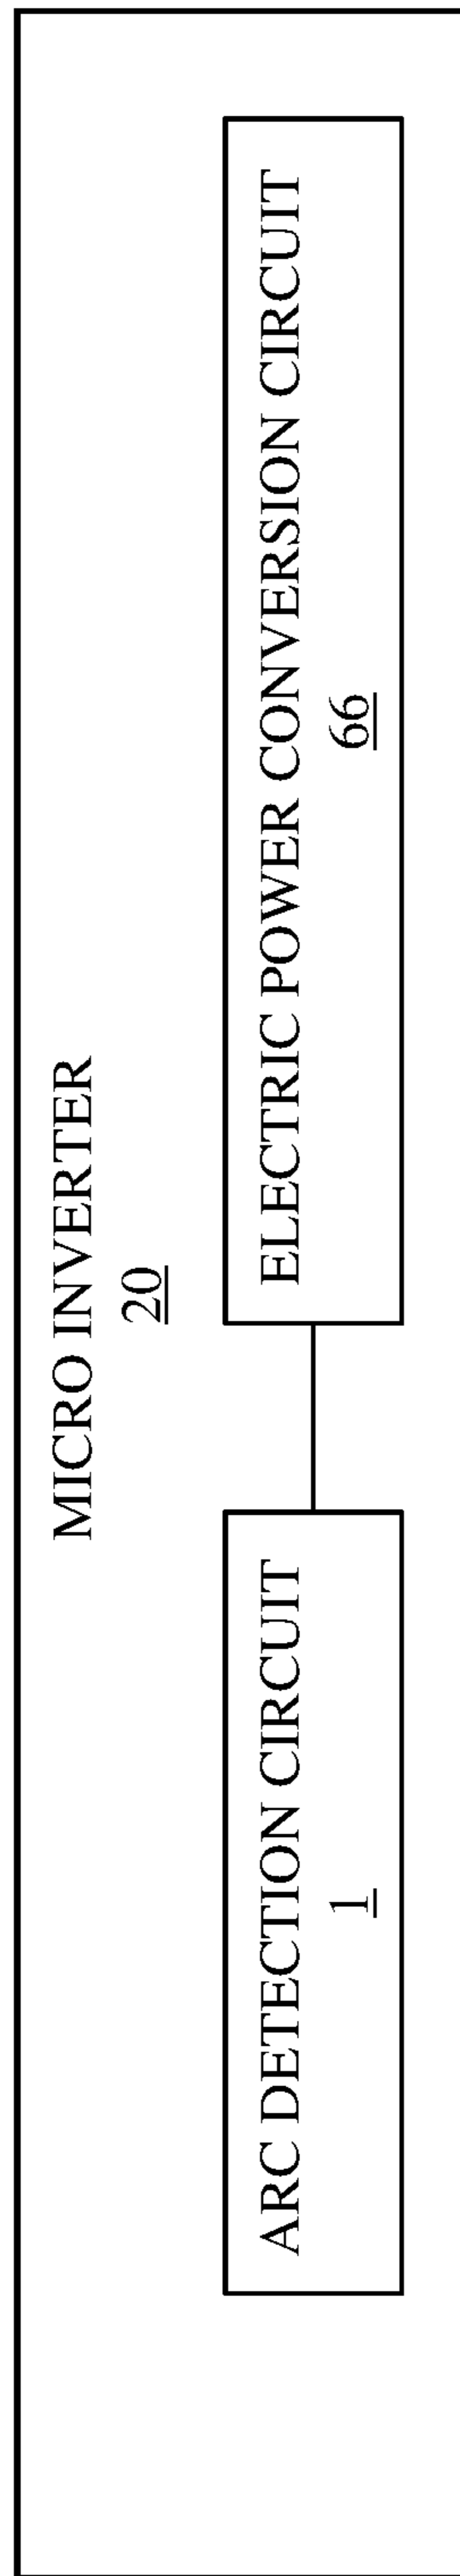 MICRO INVERTER
20
ARC DETECTION CIRCUIT
1
ELECTRIC POWER CONVERSION CIRCUIT
66